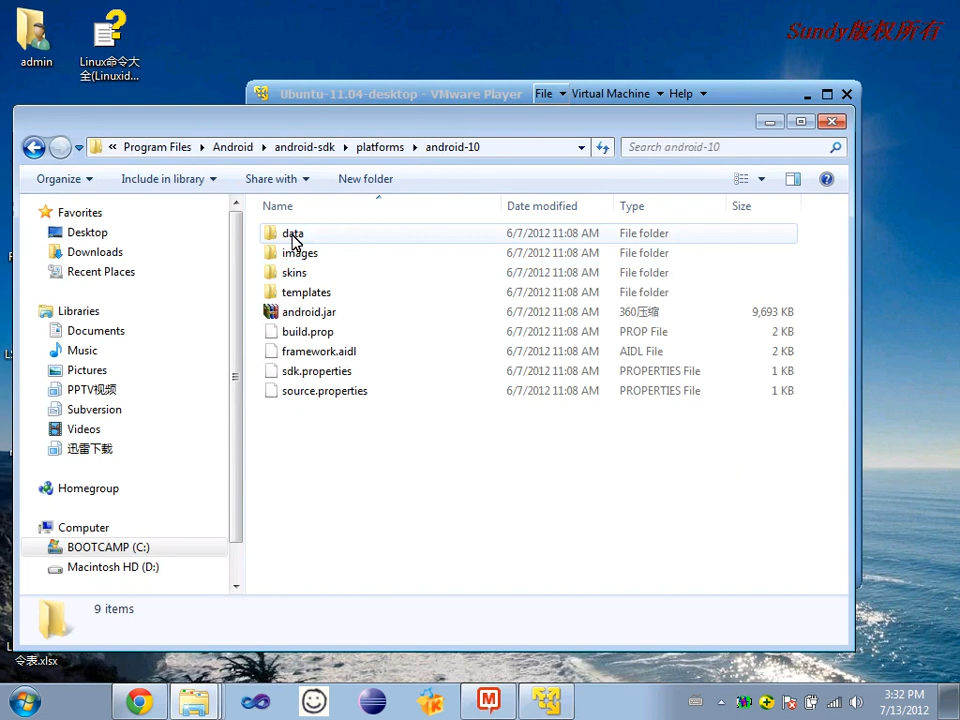 Sundy版权所有
admin
Linux命令大
全(Linuxid...
Ubuntu-11.04-desktop - VMware Player File Virtual Machine Help
« Program Files Android android-sdk platforms android-10
Search android-10
Organize Include in library Share with New folder
Name Date modified Type Size
Favorites
Desktop
Downloads
Recent Places
Libraries
Documents
Music
Pictures
PPTV视频
Subversion
Videos
迅雷下载
Homegroup
Computer
BOOTCAMP (C:)
Macintosh HD (D:)
data 6/7/2012 11:08 AM File folder
images 6/7/2012 11:08 AM File folder
skins 6/7/2012 11:08 AM File folder
templates 6/7/2012 11:08 AM File folder
android.jar 6/7/2012 11:08 AM 360压缩 9,693 KB
build.prop 6/7/2012 11:08 AM PROP File 2 KB
framework.aidl 6/7/2012 11:08 AM AIDL File 2 KB
sdk.properties 6/7/2012 11:08 AM PROPERTIES File 1 KB
source.properties 6/7/2012 11:08 AM PROPERTIES File 1 KB
9 items
令表.xlsx
3:32 PM
7/13/2012